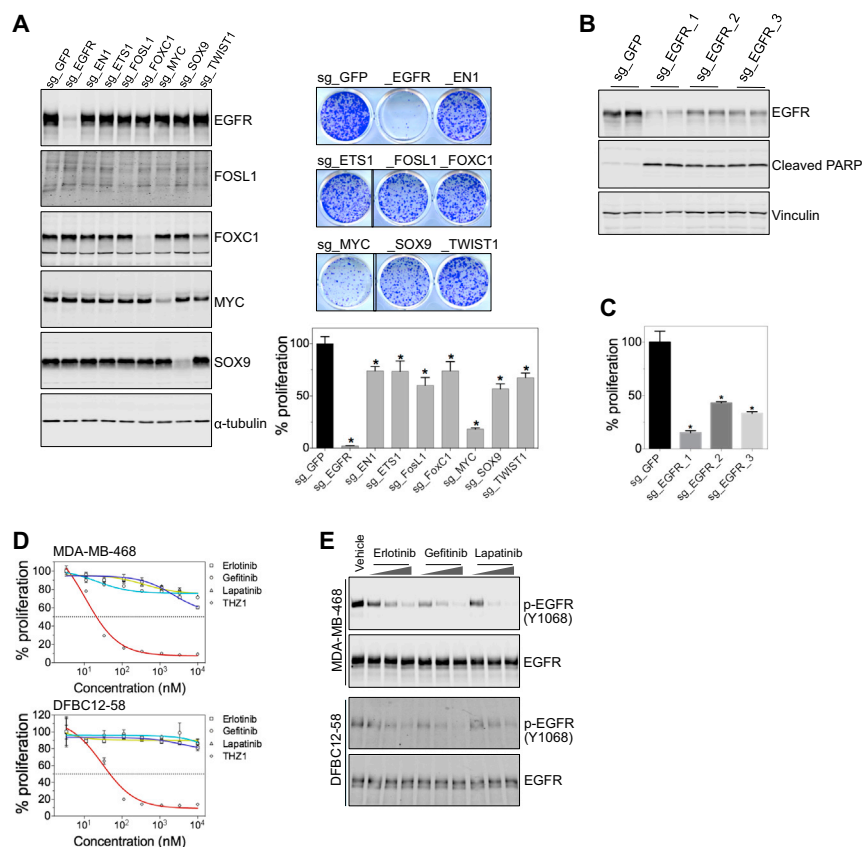 A
sg_GFP
sg_EGFR
sg_EN1
sg_ETS1
sg_FOSL1
sg_FOXC1
sg_MYC
sg_SOX9
sg_TWIST1
EGFR
FOSL1
FOXC1
MYC
SOX9
α-tubulin
sg_GFP _EGFR _EN1
sg_ETS1 _FOSL1 _FOXC1
sg_MYC _SOX9 _TWIST1
% proliferation
100
50
0
sg_GFP
sg_EGFR
sg_EN1
sg_ETS1
sg_FosL1
sg_FoxC1
sg_MYC
sg_SOX9
sg_TWIST1
* * * * * * * *
B
sg_GFP
sg_EGFR_1
sg_EGFR_2
sg_EGFR_3
EGFR
Cleaved PARP
Vinculin
C
% proliferation
100
50
0
* * *
sg_GFP
sg_EGFR_1
sg_EGFR_2
sg_EGFR_3
D
MDA-MB-468
% proliferation
100
80
60
40
20
0
10¹ 10² 10³ 10⁴
Concentration (nM)
Erlotinib
Gefitinib
Lapatinib
THZ1
DFBC12-58
% proliferation
120
100
80
60
40
20
0
10¹ 10² 10³ 10⁴
Concentration (nM)
Erlotinib
Gefitinib
Lapatinib
THZ1
E
Vehicle
Erlotinib Gefitinib Lapatinib
MDA-MB-468
p-EGFR
(Y1068)
EGFR
DFBC12-58
p-EGFR
(Y1068)
EGFR